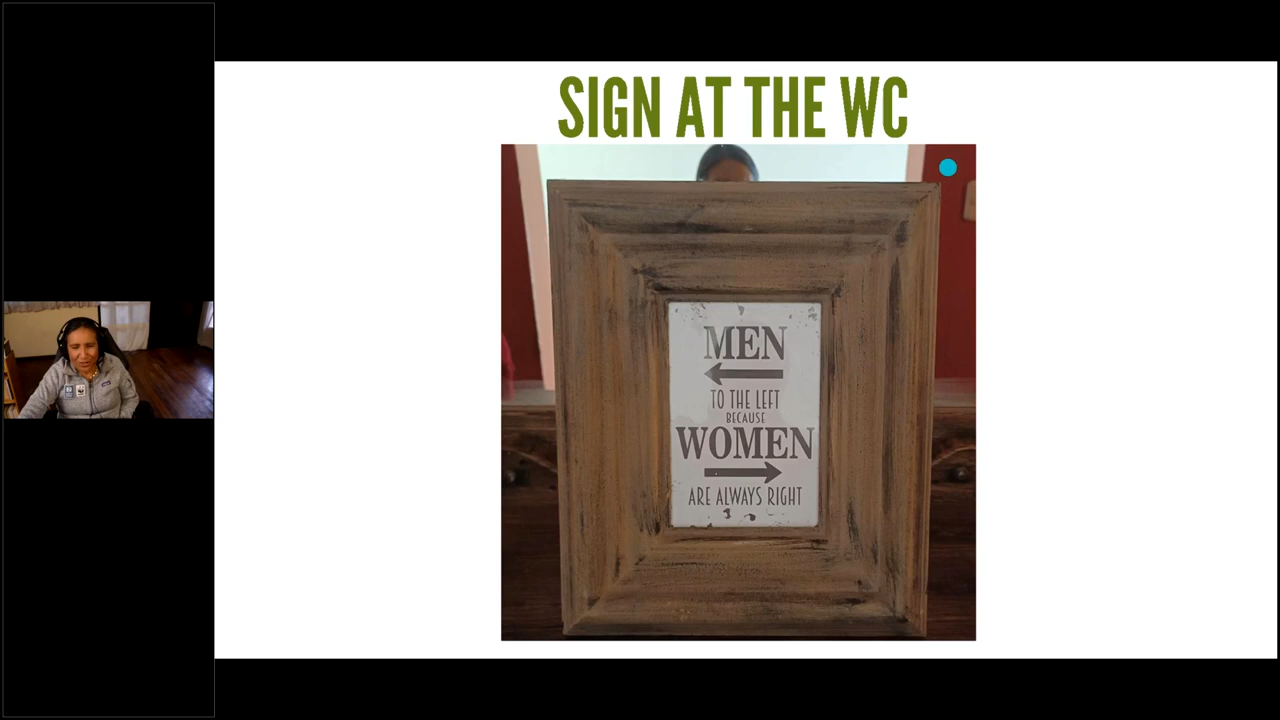 SIGN AT THE WC
MEN
TO THE LEFT
BECAUSE
WOMEN
ARE ALWAYS RIGHT